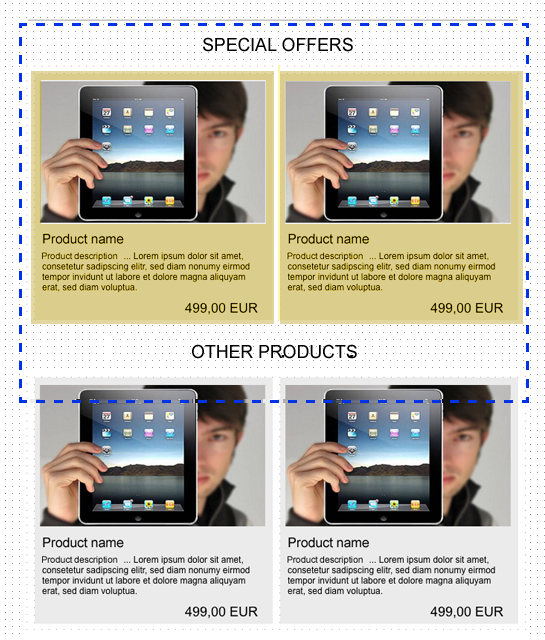 SPECIAL OFFERS
Product name
Product description ... Lorem ipsum dolor sit amet,
consetetur sadipscing elitr, sed diam nonumy eirmod
tempor invidunt ut labore et dolore magna aliquyam
erat, sed diam voluptua.
499,00 EUR
Product name
Product description ... Lorem ipsum dolor sit amet,
consetetur sadipscing elitr, sed diam nonumy eirmod
tempor invidunt ut labore et dolore magna aliquyam
erat, sed diam voluptua.
499,00 EUR
OTHER PRODUCTS
Product name
Product description ... Lorem ipsum dolor sit amet,
consetetur sadipscing elitr, sed diam nonumy eirmod
tempor invidunt ut labore et dolore magna aliquyam
erat, sed diam voluptua.
499,00 EUR
Product name
Product description ... Lorem ipsum dolor sit amet,
consetetur sadipscing elitr, sed diam nonumy eirmod
tempor invidunt ut labore et dolore magna aliquyam
erat, sed diam voluptua.
499,00 EUR